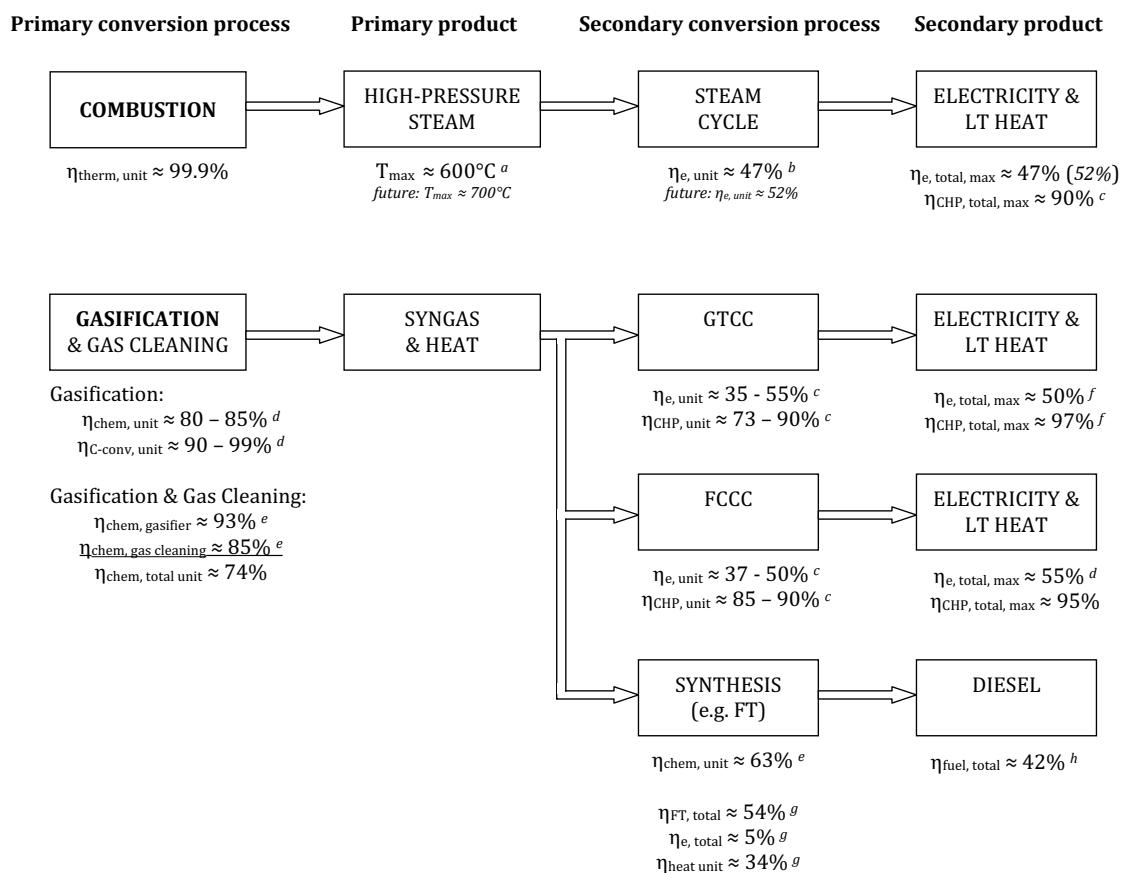 Primary conversion process
Primary product
Secondary conversion process
Secondary product
COMBUSTION
HIGH-PRESSURE
STEAM
STEAM
CYCLE
ELECTRICITY &
LT HEAT
ηtherm, unit ≈ 99.9%
Tmax ≈ 600°C a
future: Tmax ≈ 700°C
ηe, unit ≈ 47% b
future: ηe, unit ≈ 52%
ηe, total, max ≈ 47% (52%)
ηCHP, total, max ≈ 90% c
GASIFICATION
& GAS CLEANING
SYNGAS
& HEAT
GTCC
ELECTRICITY &
LT HEAT
Gasification:
ηchem, unit ≈ 80 – 85% d
ηC-conv, unit ≈ 90 – 99% d
ηe, unit ≈ 35 - 55% c
ηCHP, unit ≈ 73 – 90% c
ηe, total, max ≈ 50% f
ηCHP, total, max ≈ 97% f
Gasification & Gas Cleaning:
ηchem, gasifier ≈ 93% e
ηchem, gas cleaning ≈ 85% e
ηchem, total unit ≈ 74%
FCCC
ELECTRICITY &
LT HEAT
ηe, unit ≈ 37 - 50% c
ηCHP, unit ≈ 85 – 90% c
ηe, total, max ≈ 55% d
ηCHP, total, max ≈ 95%
SYNTHESIS
(e.g. FT)
DIESEL
ηchem, unit ≈ 63% e
ηfuel, total ≈ 42% h
ηFT, total ≈ 54% g
ηe, total ≈ 5% g
ηheat unit ≈ 34% g